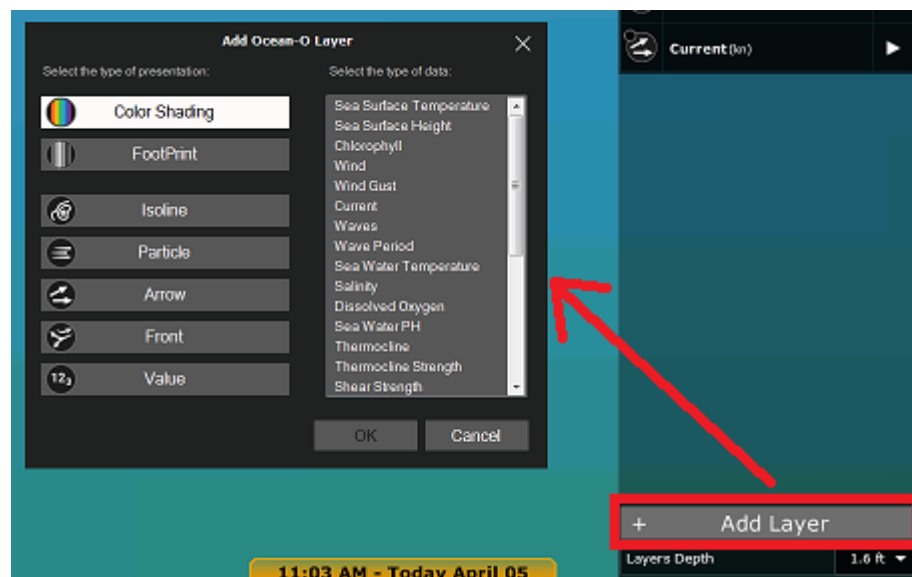 Add Ocean-O Layer
Select the type of presentation:
Color Shading
FootPrint
Isoline
Particle
Arrow
Front
123
Value
Select the type of data:
Sea Surface Temperature
Sea Surface Height
Chlorophyll
Wind
Wind Gust
Current
Waves
Wave Period
Sea Water Temperature
Salinity
Dissolved Oxygen
Sea Water PH
Thermocline
Thermocline Strength
Shear Strength
OK
Cancel
Current (kn)
+ Add Layer
Layers Depth
1.6 ft
11:03 AM - Today April 05